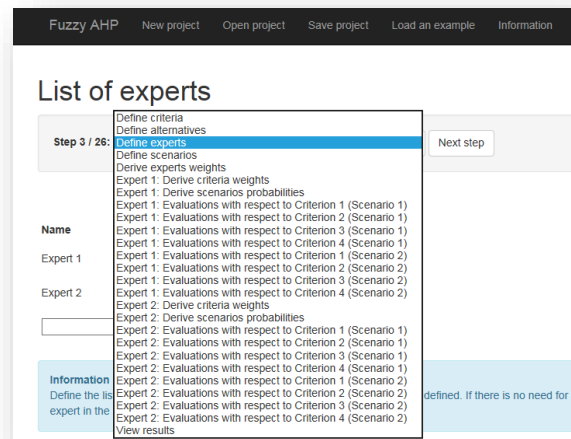 Fuzzy AHP New project Open project Save project Load an example Information
List of experts
Step 3 / 26:
Define criteria
Define alternatives
Define experts
Define scenarios
Derive experts weights
Expert 1: Derive criteria weights
Expert 1: Derive scenarios probabilities
Expert 1: Evaluations with respect to Criterion 1 (Scenario 1)
Expert 1: Evaluations with respect to Criterion 2 (Scenario 1)
Expert 1: Evaluations with respect to Criterion 3 (Scenario 1)
Expert 1: Evaluations with respect to Criterion 4 (Scenario 1)
Expert 1: Evaluations with respect to Criterion 1 (Scenario 2)
Expert 1: Evaluations with respect to Criterion 2 (Scenario 2)
Expert 1: Evaluations with respect to Criterion 3 (Scenario 2)
Expert 1: Evaluations with respect to Criterion 4 (Scenario 2)
Expert 2: Derive criteria weights
Expert 2: Derive scenarios probabilities
Expert 2: Evaluations with respect to Criterion 1 (Scenario 1)
Expert 2: Evaluations with respect to Criterion 2 (Scenario 1)
Expert 2: Evaluations with respect to Criterion 3 (Scenario 1)
Expert 2: Evaluations with respect to Criterion 4 (Scenario 1)
Expert 2: Evaluations with respect to Criterion 1 (Scenario 2)
Expert 2: Evaluations with respect to Criterion 2 (Scenario 2)
Expert 2: Evaluations with respect to Criterion 3 (Scenario 2)
Expert 2: Evaluations with respect to Criterion 4 (Scenario 2)
View results
Next step
Name
Expert 1
Expert 2
Information
Define the lis defined. If there is no need for
expert in the